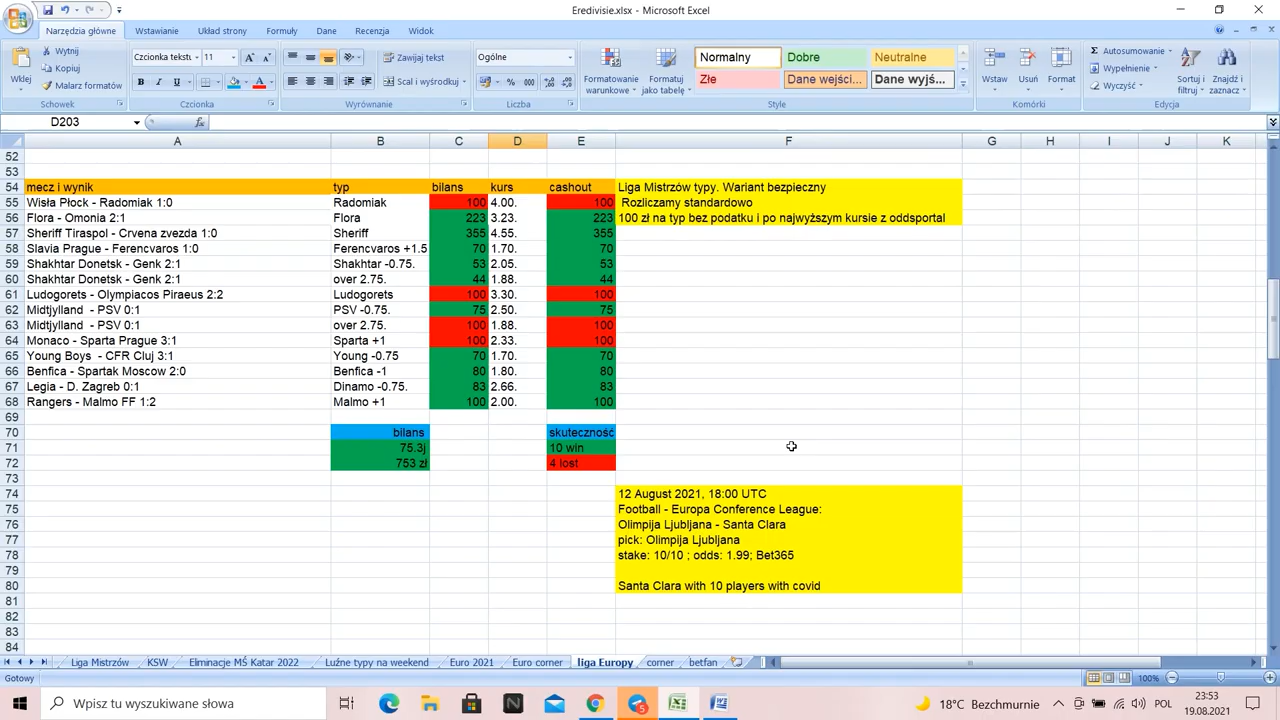 Eredivisie.xlsx - Microsoft Excel
Narzędzia główne Wstawianie Układ strony Formuły Dane Recenzja Widok
Wklej Wytnij Kopiuj Malarz formatów Schowek
Czcionka tekstu 11 A A B I U A Czcionka
Zawijaj tekst Scal i wyśrodkuj Wyrównanie
Ogólne % 000 Liczba
Formatowanie warunkowe Formatuj jako tabelę Normalny Dobre Neutralne Złe Dane wejści... Dane wyjś... Style
Wstaw Usuń Format Komórki
Autosumowanie Wypełnienie Wyczyść Sortuj i filtruj Znajdź i zaznacz Edycja
D203 fx
A B C D E F G H I J K
52
53
54 mecz i wynik typ bilans kurs cashout Liga Mistrzów typy. Wariant bezpieczny
55 Wisła Płock - Radomiak 1:0 Radomiak 100 4.00. 100 Rozliczamy standardowo
56 Flora - Omonia 2:1 Flora 223 3.23. 223 100 zł na typ bez podatku i po najwyższym kursie z oddsportal
57 Sheriff Tiraspol - Crvena zvezda 1:0 Sheriff 355 4.55. 355
58 Slavia Prague - Ferencvaros 1:0 Ferencvaros +1.5 70 1.70. 70
59 Shakhtar Donetsk - Genk 2:1 Shakhtar -0.75. 53 2.05. 53
60 Shakhtar Donetsk - Genk 2:1 over 2.75. 44 1.88. 44
61 Ludogorets - Olympiacos Piraeus 2:2 Ludogorets 100 3.30. 100
62 Midtjylland - PSV 0:1 PSV -0.75. 75 2.50. 75
63 Midtjylland - PSV 0:1 over 2.75. 100 1.88. 100
64 Monaco - Sparta Prague 3:1 Sparta +1 100 2.33. 100
65 Young Boys - CFR Cluj 3:1 Young -0.75 70 1.70. 70
66 Benfica - Spartak Moscow 2:0 Benfica -1 80 1.80. 80
67 Legia - D. Zagreb 0:1 Dinamo -0.75. 83 2.66. 83
68 Rangers - Malmo FF 1:2 Malmo +1 100 2.00. 100
69
70 bilans skuteczność
71 75.3j 10 win
72 753 zł 4 lost
73
74 12 August 2021, 18:00 UTC
75 Football - Europa Conference League:
76 Olimpija Ljubljana - Santa Clara
77 pick: Olimpija Ljubljana
78 stake: 10/10 ; odds: 1.99; Bet365
79
80 Santa Clara with 10 players with covid
81
82
83
84
Liga Mistrzów KSW Eliminacje MŚ Katar 2022 Luźne typy na weekend Euro 2021 Euro corner liga Europy corner betfan
Gotowy 100%
Wpisz tu wyszukiwane słowo 18°C Bezchmurnie POL 23:53
19.08.2021